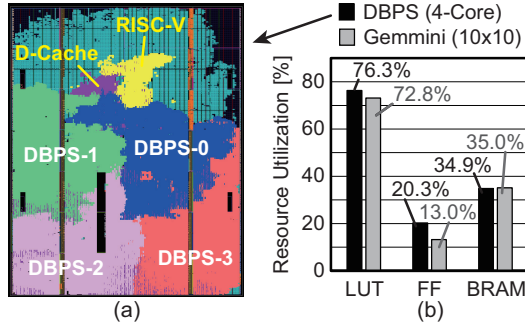 RISC-V
D-Cache
DBPS-1
DBPS-0
DBPS-2
DBPS-3
(a)
DBPS (4-Core)
Gemmini (10x10)
Resource Utilization [%]
80
60
40
20
0
76.3%
72.8%
20.3%
13.0%
34.9%
35.0%
LUT
FF
BRAM
(b)